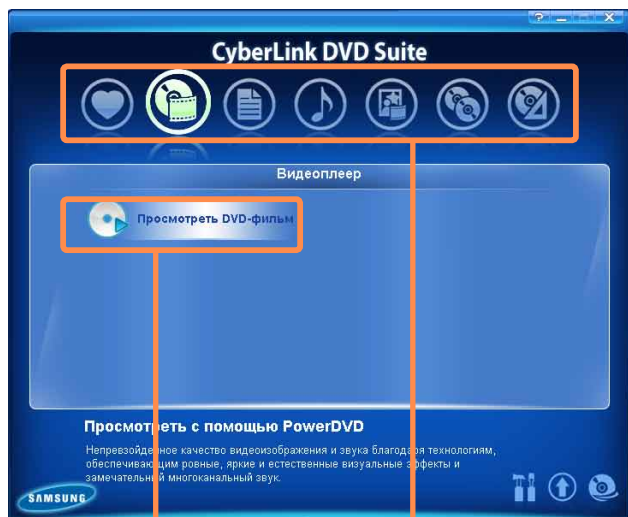 CyberLink DVD Suite
Видеоплеер
Просмотреть DVD-фильм
Просмотреть с помощью PowerDVD
Непревзойденное качество видеоизображения и звука благодаря технологиям,
обеспечивающим ровные, яркие и естественные визуальные эффекты и
замечательный многоканальный звук.
SAMSUNG